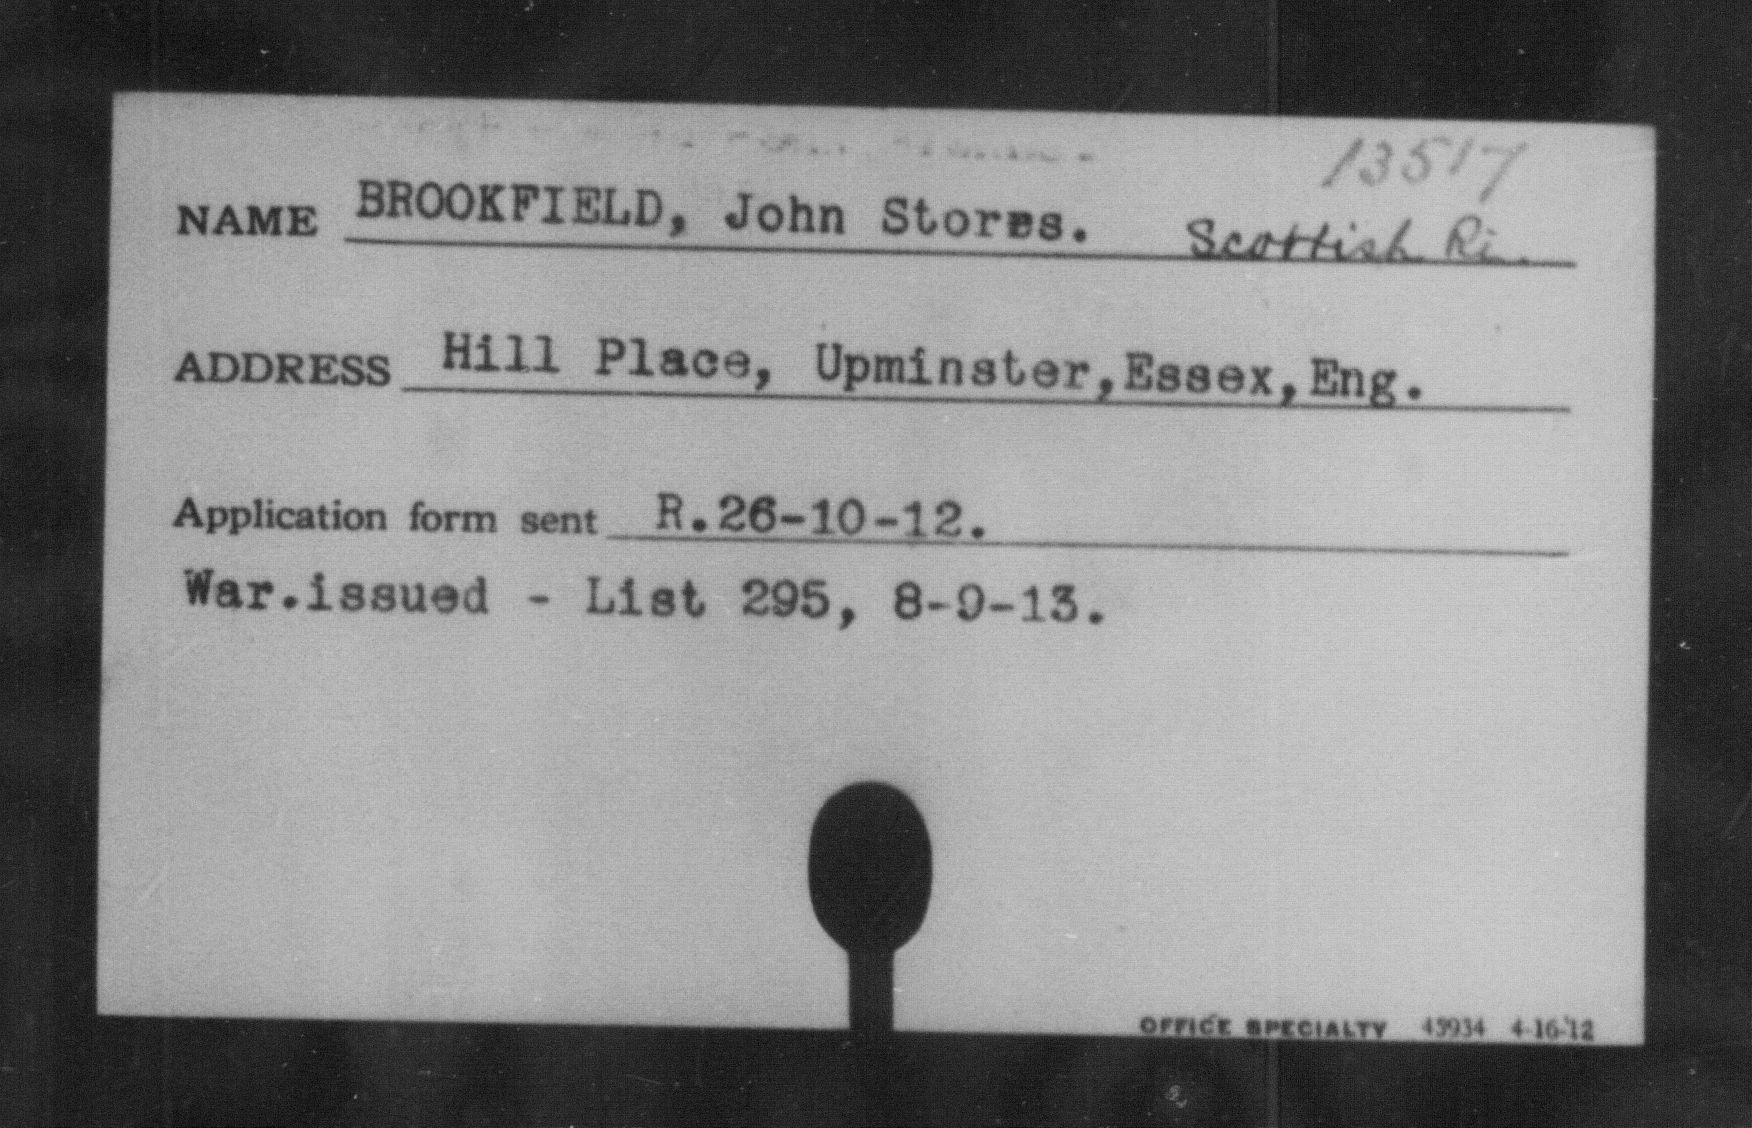 13517
NAME BROOKFIELD, John Storrs. Scottish Ri.
ADDRESS Hill Place, Upminster,Essex,Eng.
Application form sent R.26-10-12.
War.issued - List 295, 8-9-13.
OFFICE SPECIALTY 45934 4-16-12